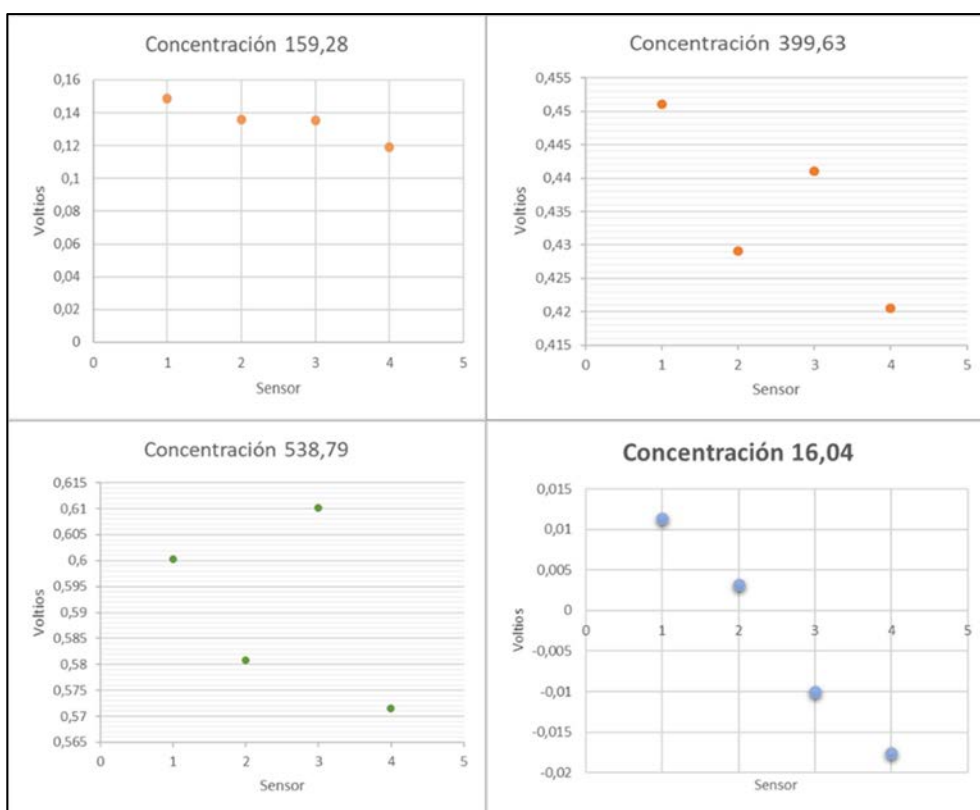 Concentración 159,28
Voltios
0,16
0,14
0,12
0,1
0,08
0,06
0,04
0,02
0
0 1 2 3 4 5
Sensor
Concentración 399,63
Voltios
0,455
0,45
0,445
0,44
0,435
0,43
0,425
0,42
0,415
0 1 2 3 4 5
Sensor
Concentración 538,79
Voltios
0,615
0,61
0,605
0,6
0,595
0,59
0,585
0,58
0,575
0,57
0,565
0 1 2 3 4 5
Sensor
Concentración 16,04
Voltios
0,015
0,01
0,005
0
0 1 2 3 4 5
-0,005
-0,01
-0,015
-0,02
Sensor